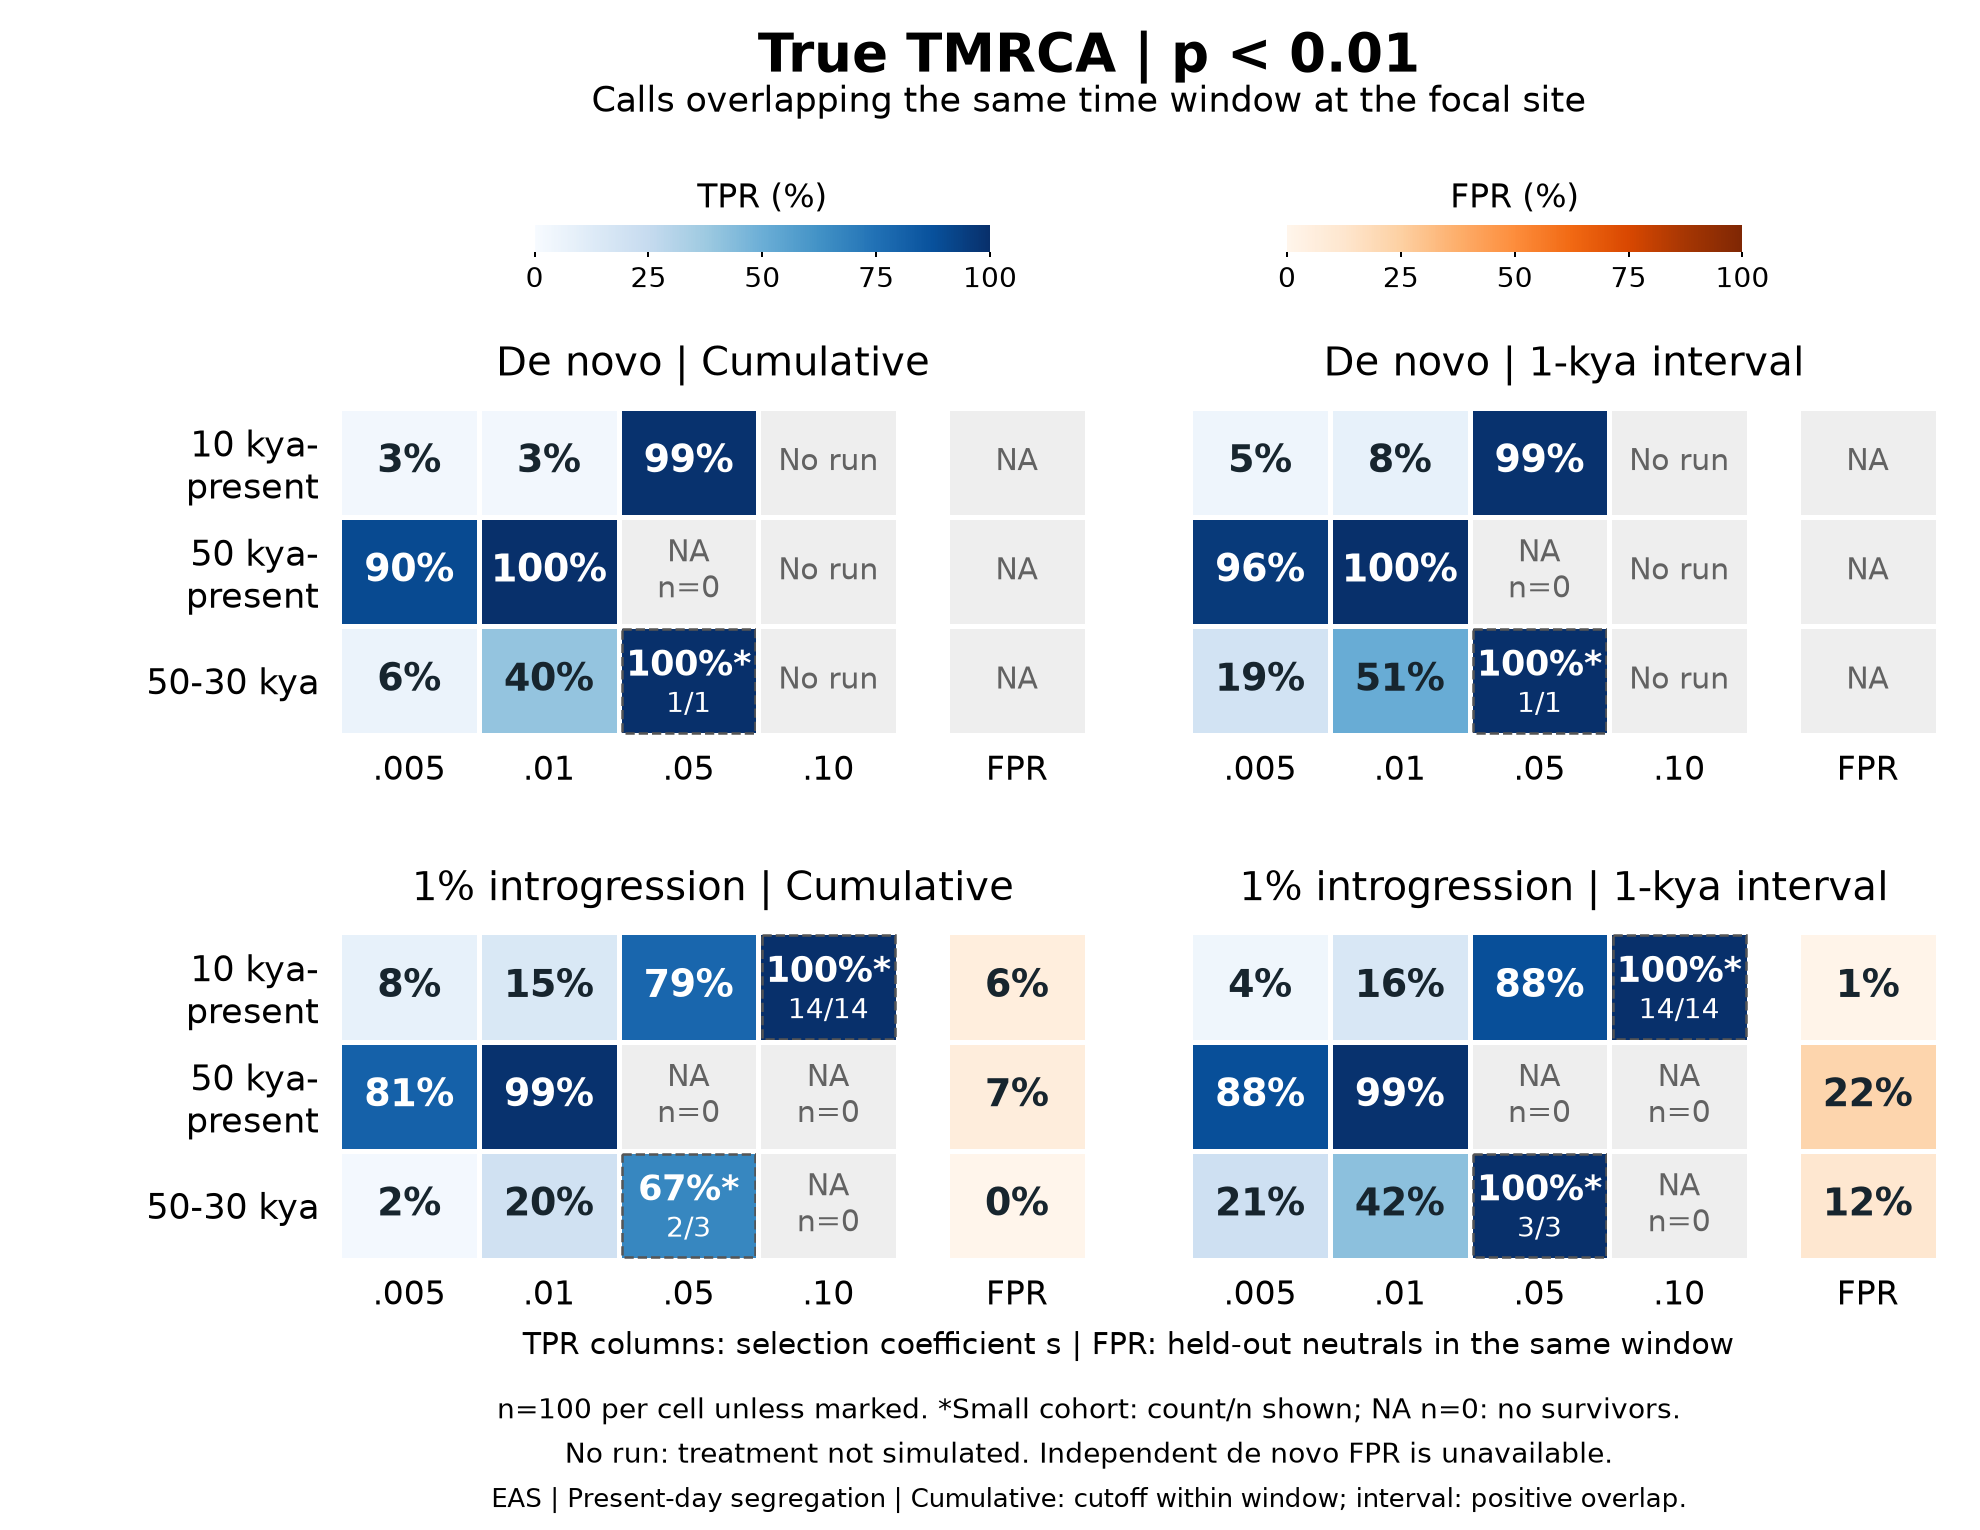 True TMRCA | p < 0.01
Calls overlapping the same time window at the focal site
TPR (%)
0 25 50 75 100
FPR (%)
0 25 50 75 100
De novo | Cumulative
10 kya-
present
3% 3% 99% No run NA
50 kya-
present
90% 100% NA
n=0 No run NA
50-30 kya
6% 40% 100%*
1/1 No run NA
.005 .01 .05 .10 FPR
De novo | 1-kya interval
5% 8% 99% No run NA
96% 100% NA
n=0 No run NA
19% 51% 100%*
1/1 No run NA
.005 .01 .05 .10 FPR
1% introgression | Cumulative
10 kya-
present
8% 15% 79% 100%*
14/14 6%
50 kya-
present
81% 99% NA
n=0 NA
n=0 7%
50-30 kya
2% 20% 67%*
2/3 NA
n=0 0%
.005 .01 .05 .10 FPR
1% introgression | 1-kya interval
4% 16% 88% 100%*
14/14 1%
88% 99% NA
n=0 NA
n=0 22%
21% 42% 100%*
3/3 NA
n=0 12%
.005 .01 .05 .10 FPR
TPR columns: selection coefficient s | FPR: held-out neutrals in the same window
n=100 per cell unless marked. *Small cohort: count/n shown; NA n=0: no survivors.
No run: treatment not simulated. Independent de novo FPR is unavailable.
EAS | Present-day segregation | Cumulative: cutoff within window; interval: positive overlap.